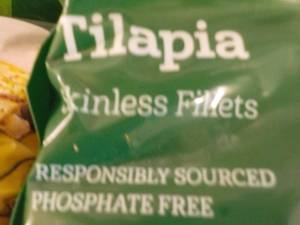 Tilapia
Skinless Fillets
RESPONSIBLY SOURCED
PHOSPHATE FREE